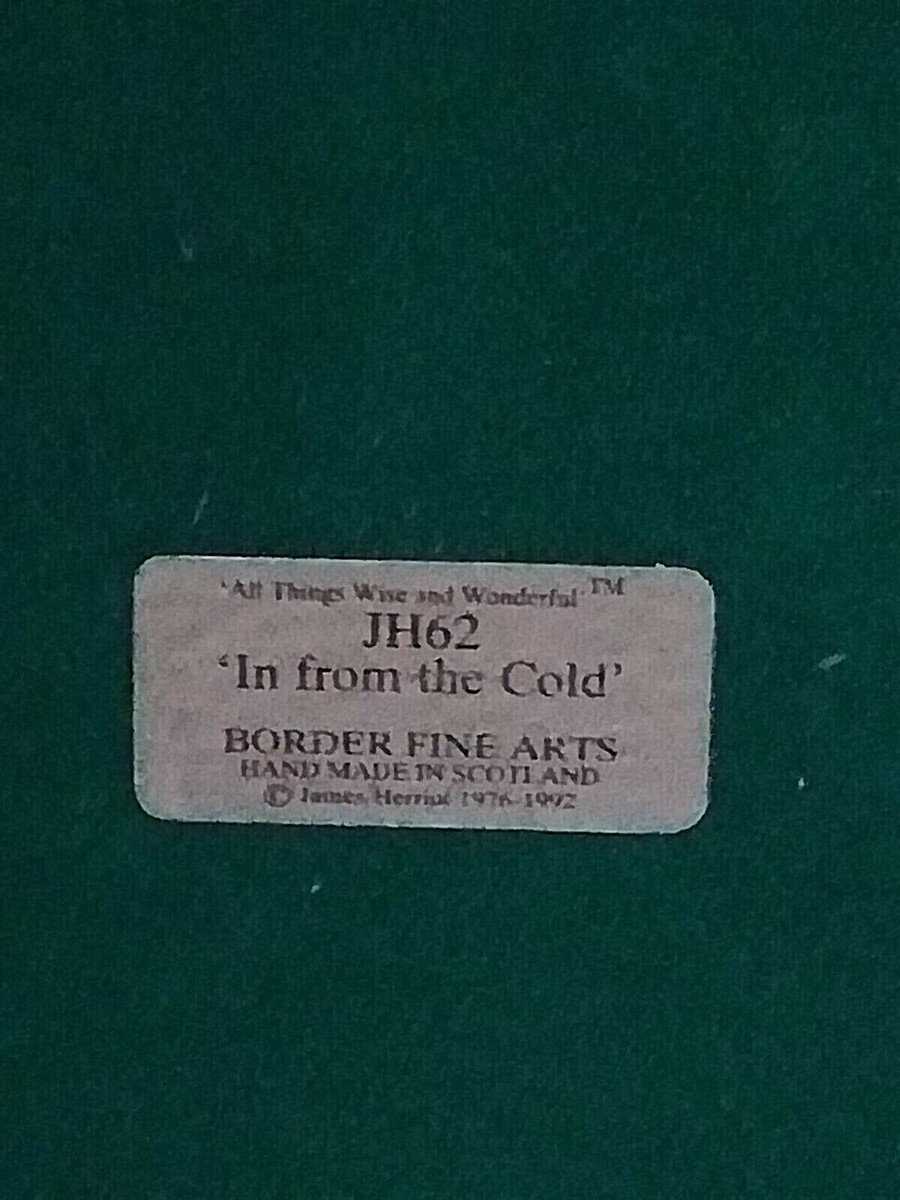 'All Things Wise and Wonderful' TM
JH62
'In from the Cold'
BORDER FINE ARTS
HAND MADE IN SCOTLAND
© James Herriot 1976-1992